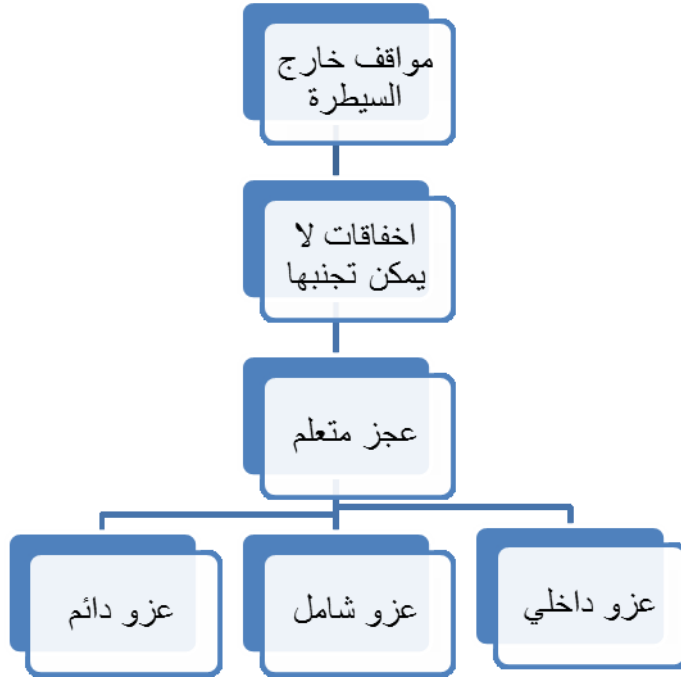 مواقف خارج
السيطرة
اخفاقات لا
يمكن تجنبها
عجز متعلم
عزو داخلي
عزو شامل
عزو دائم